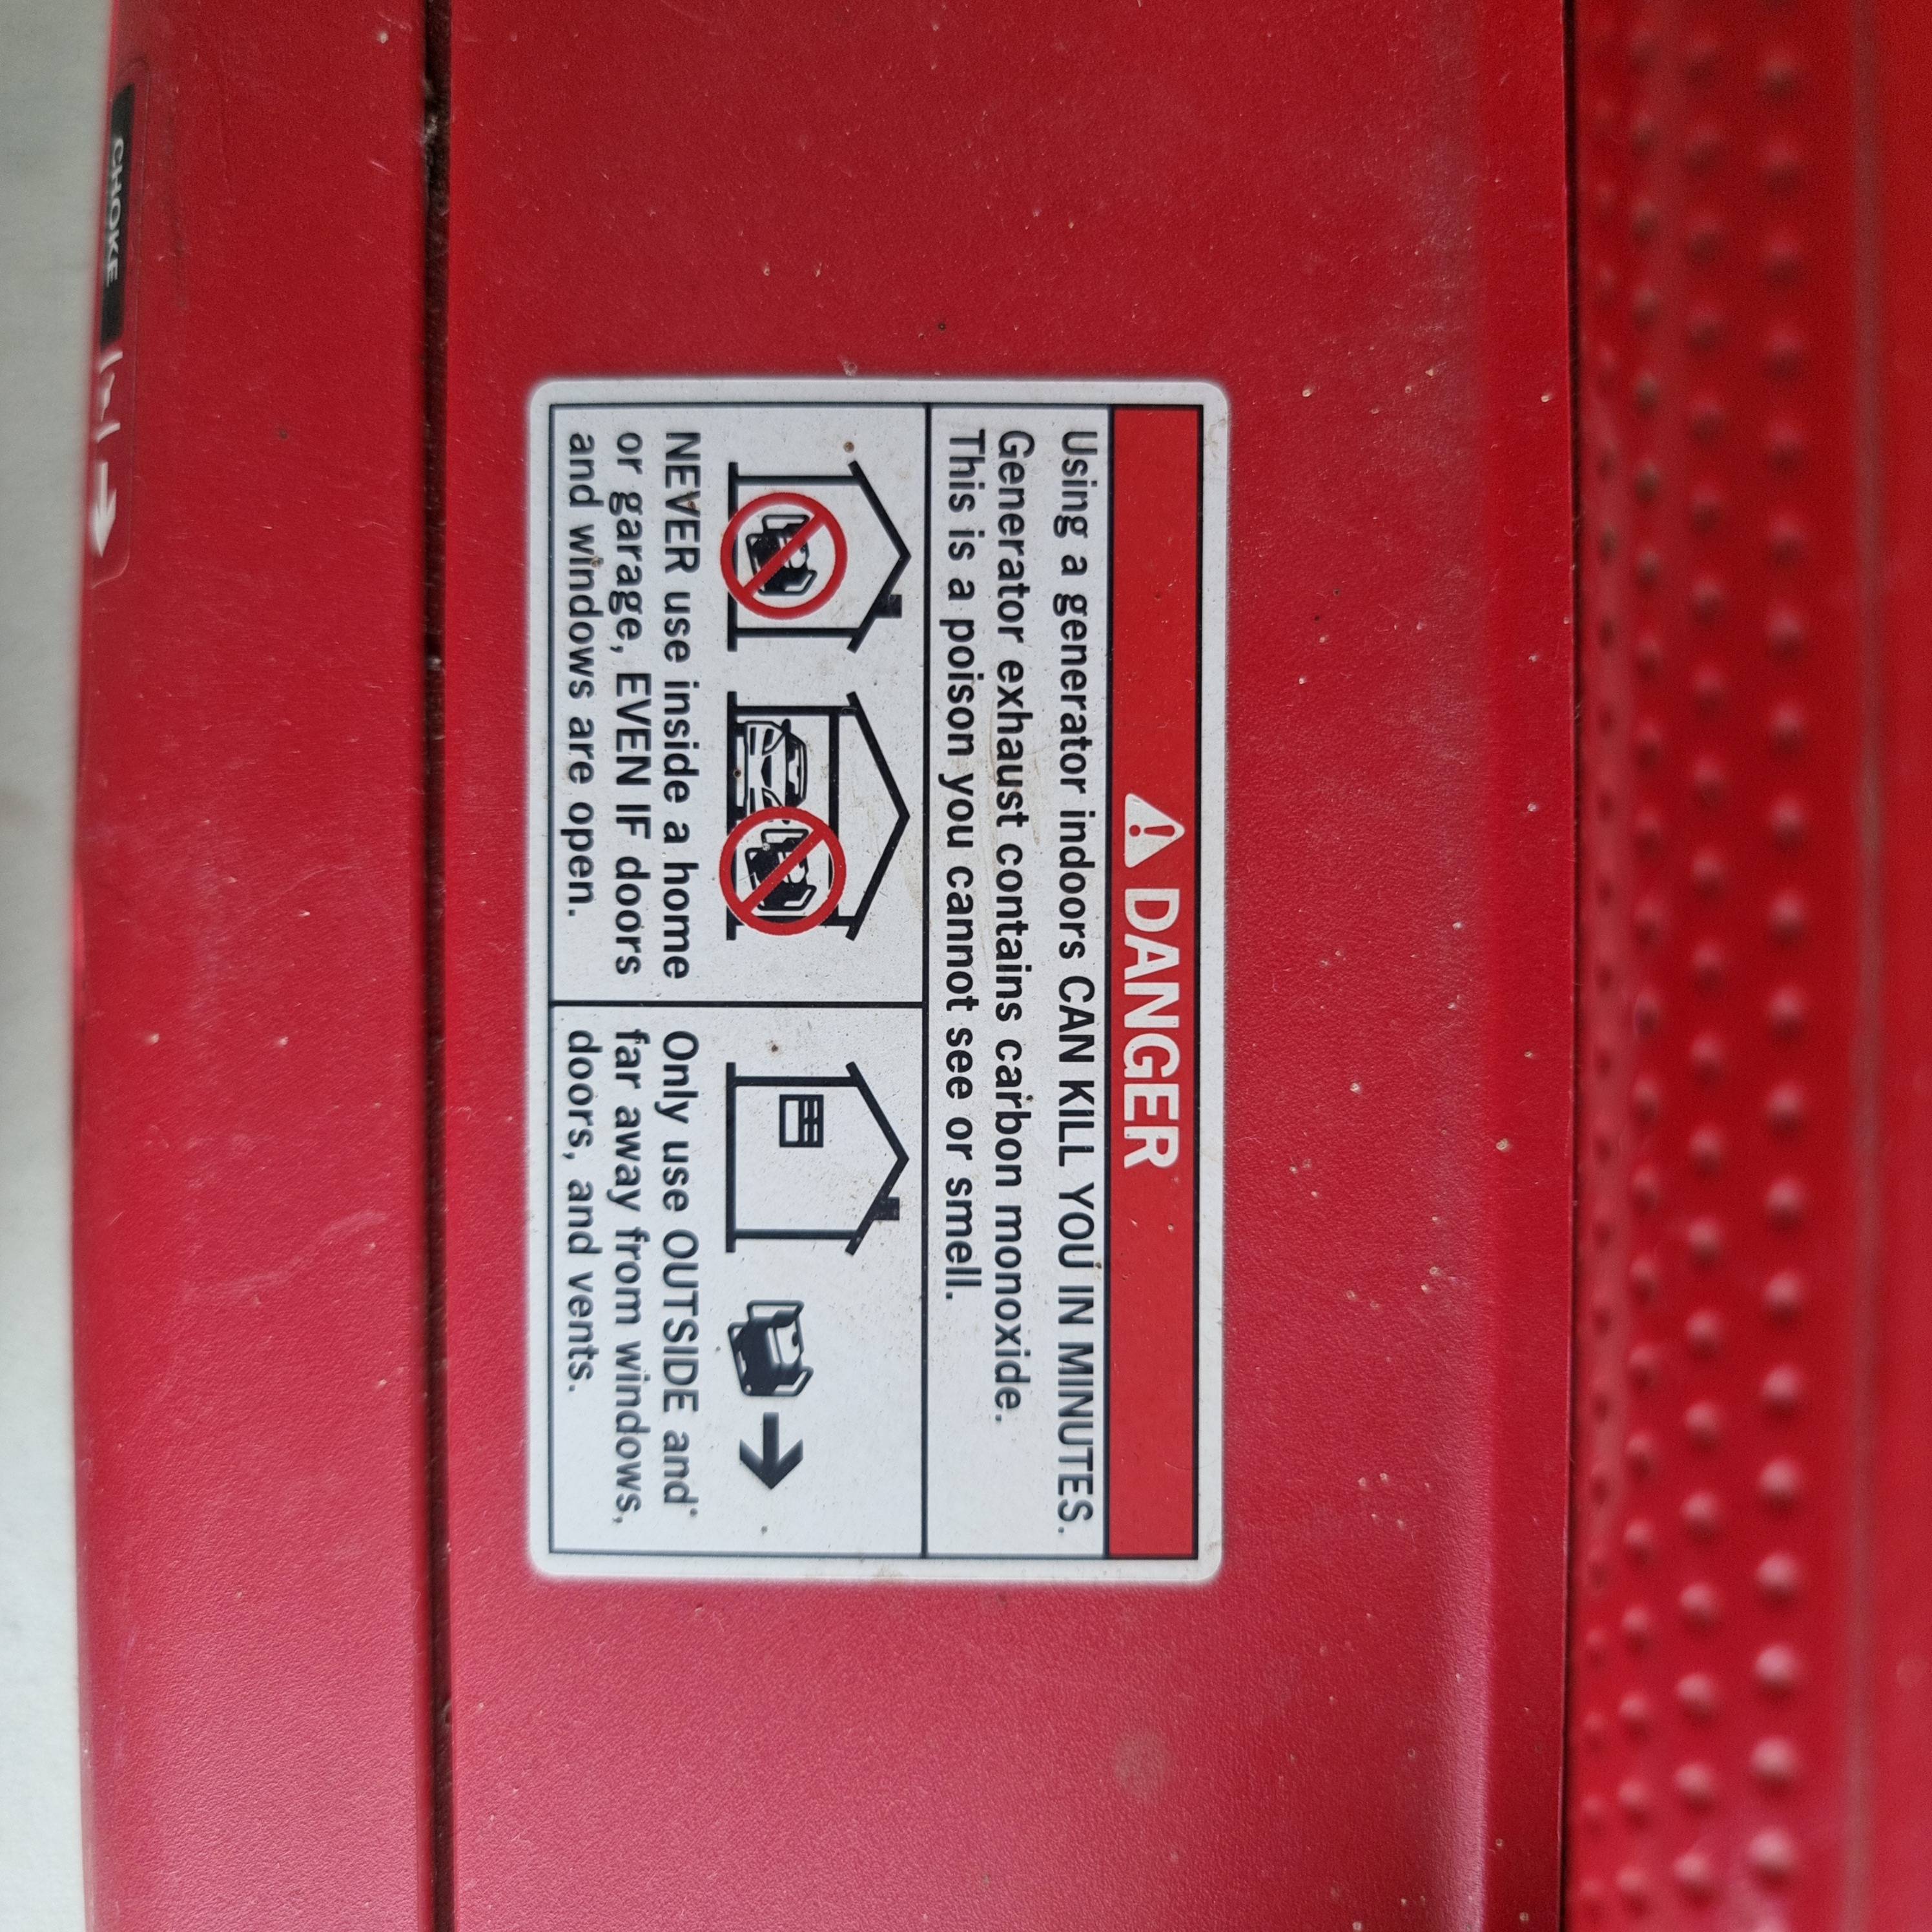 DANGER
Using a generator indoors CAN KILL YOU IN MINUTES.
Generator exhaust contains carbon monoxide.
This is a poison you cannot see or smell.
NEVER use inside a home
or garage, EVEN IF doors
and windows are open.
Only use OUTSIDE and
far away from windows,
doors, and vents.
CHOKE